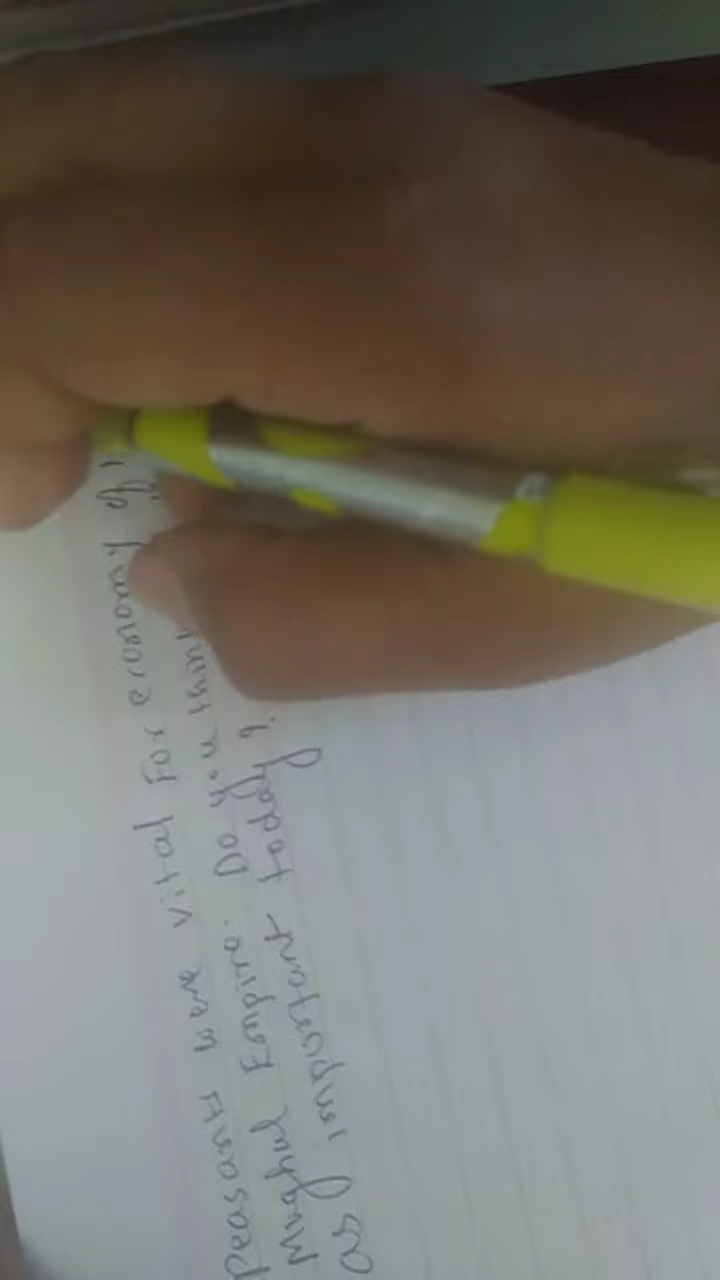 peasants were vital for economy of
Mughal Empire. Do you think
as important today?